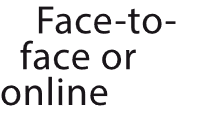 Face-to-
face or
online